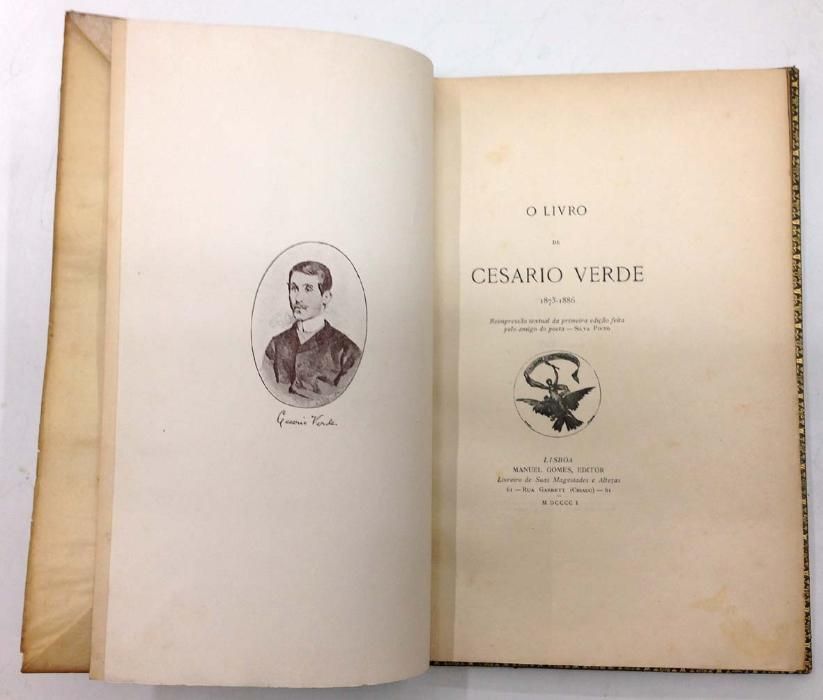 Cesario Verde.
O LIVRO
DE
CESARIO VERDE
1873-1886
Reimpressão textual da primeira edição feita
pelo amigo do poeta — SILVA PINTO
LISBÔA
MANUEL GOMES, EDITOR
Livreiro de Suas Magestades e Altezas
61 — RUA GARRETT (CHIADO) — 61
M DCCCC I